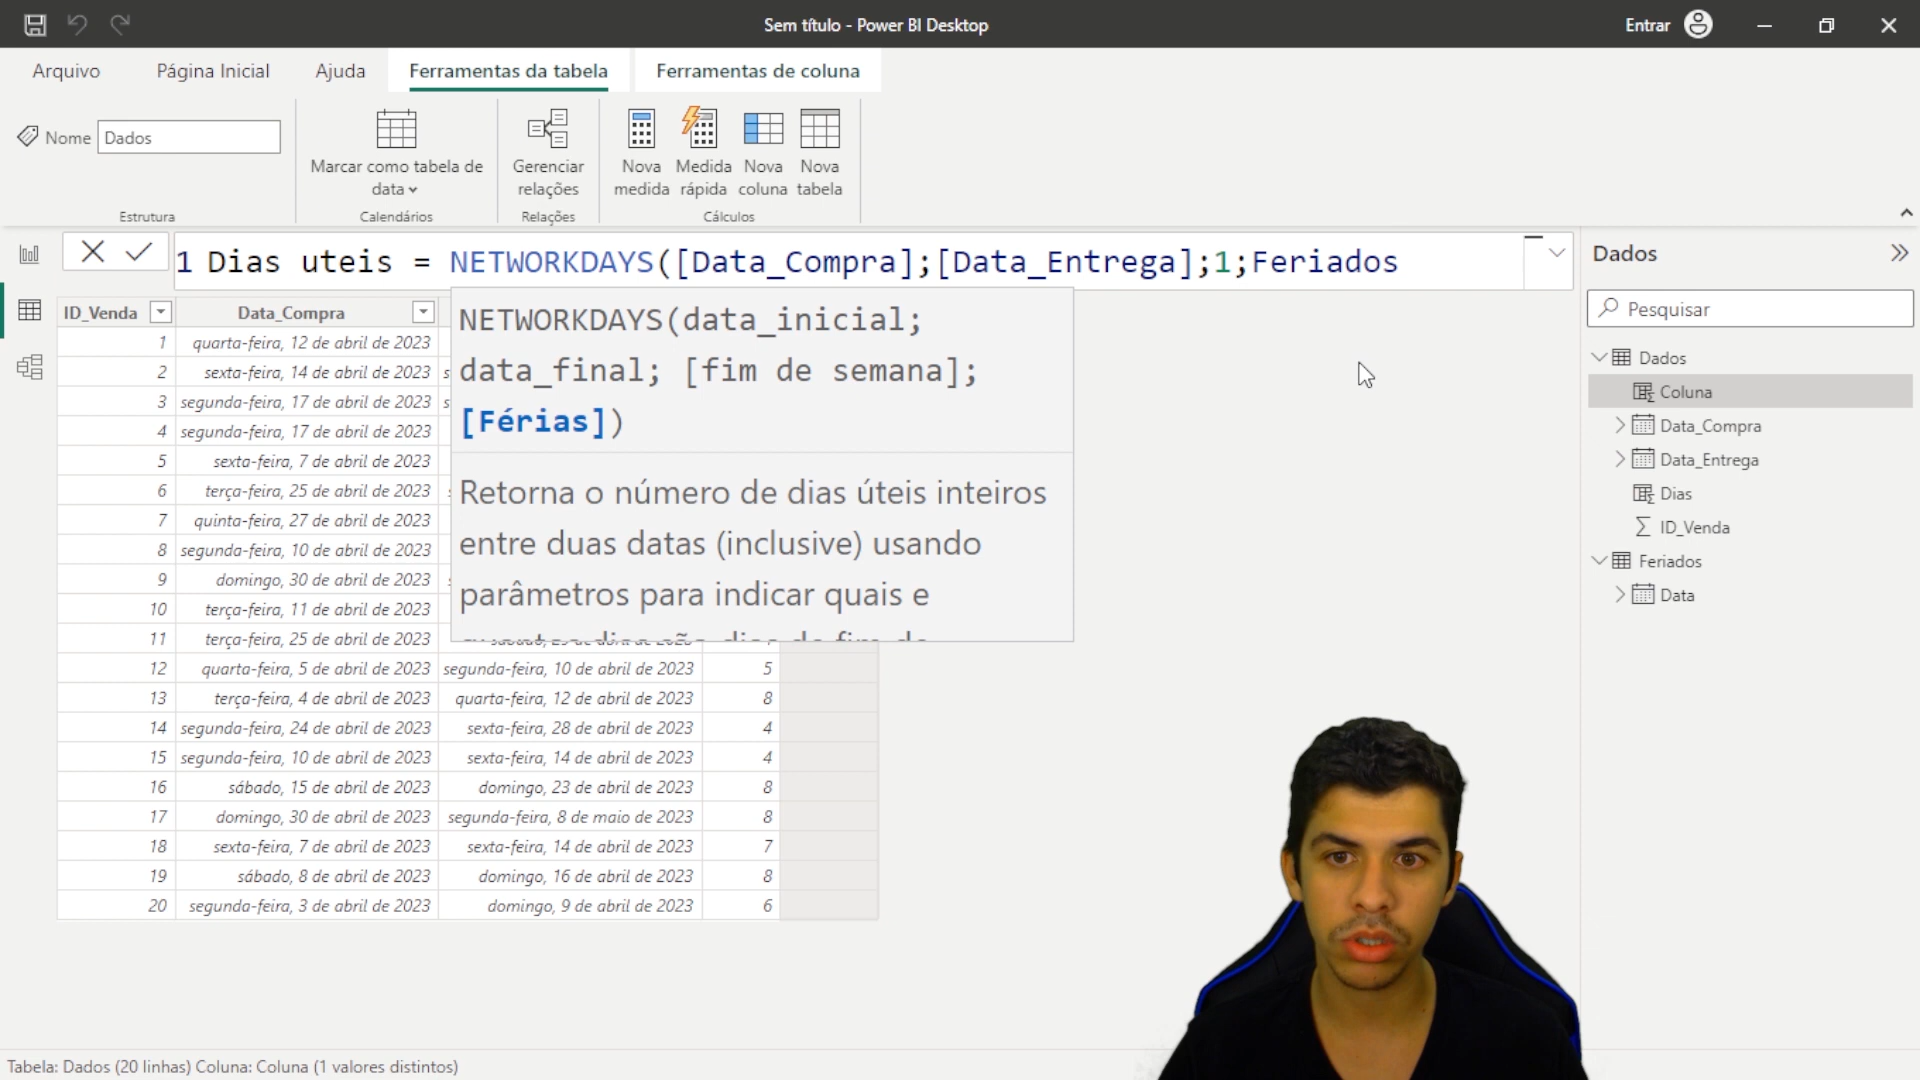 Sem título - Power BI Desktop
Entrar
Arquivo
Página Inicial
Ajuda
Ferramentas da tabela
Ferramentas de coluna
Nome
Dados
Marcar como tabela de
data
Gerenciar
relações
Nova
medida
Medida
rápida
Nova
coluna
Nova
tabela
Estrutura
Calendários
Relações
Cálculos
1 Dias uteis = NETWORKDAYS([Data_Compra];[Data_Entrega];1;Feriados
NETWORKDAYS(data_inicial;
data_final; [fim de semana];
[Férias])
Retorna o número de dias úteis inteiros
entre duas datas (inclusive) usando
parâmetros para indicar quais e
ID_Venda Data_Compra
1 quarta-feira, 12 de abril de 2023
2 sexta-feira, 14 de abril de 2023
3 segunda-feira, 17 de abril de 2023
4 segunda-feira, 17 de abril de 2023
5 sexta-feira, 7 de abril de 2023
6 terça-feira, 25 de abril de 2023
7 quinta-feira, 27 de abril de 2023
8 segunda-feira, 10 de abril de 2023
9 domingo, 30 de abril de 2023
10 terça-feira, 11 de abril de 2023
11 terça-feira, 25 de abril de 2023
12 quarta-feira, 5 de abril de 2023 segunda-feira, 10 de abril de 2023 5
13 terça-feira, 4 de abril de 2023 quarta-feira, 12 de abril de 2023 8
14 segunda-feira, 24 de abril de 2023 sexta-feira, 28 de abril de 2023 4
15 segunda-feira, 10 de abril de 2023 sexta-feira, 14 de abril de 2023 4
16 sábado, 15 de abril de 2023 domingo, 23 de abril de 2023 8
17 domingo, 30 de abril de 2023 segunda-feira, 8 de maio de 2023 8
18 sexta-feira, 7 de abril de 2023 sexta-feira, 14 de abril de 2023 7
19 sábado, 8 de abril de 2023 domingo, 16 de abril de 2023 8
20 segunda-feira, 3 de abril de 2023 domingo, 9 de abril de 2023 6
Dados
Pesquisar
Dados
Coluna
Data_Compra
Data_Entrega
Dias
ID_Venda
Feriados
Data
Tabela: Dados (20 linhas) Coluna: Coluna (1 valores distintos)